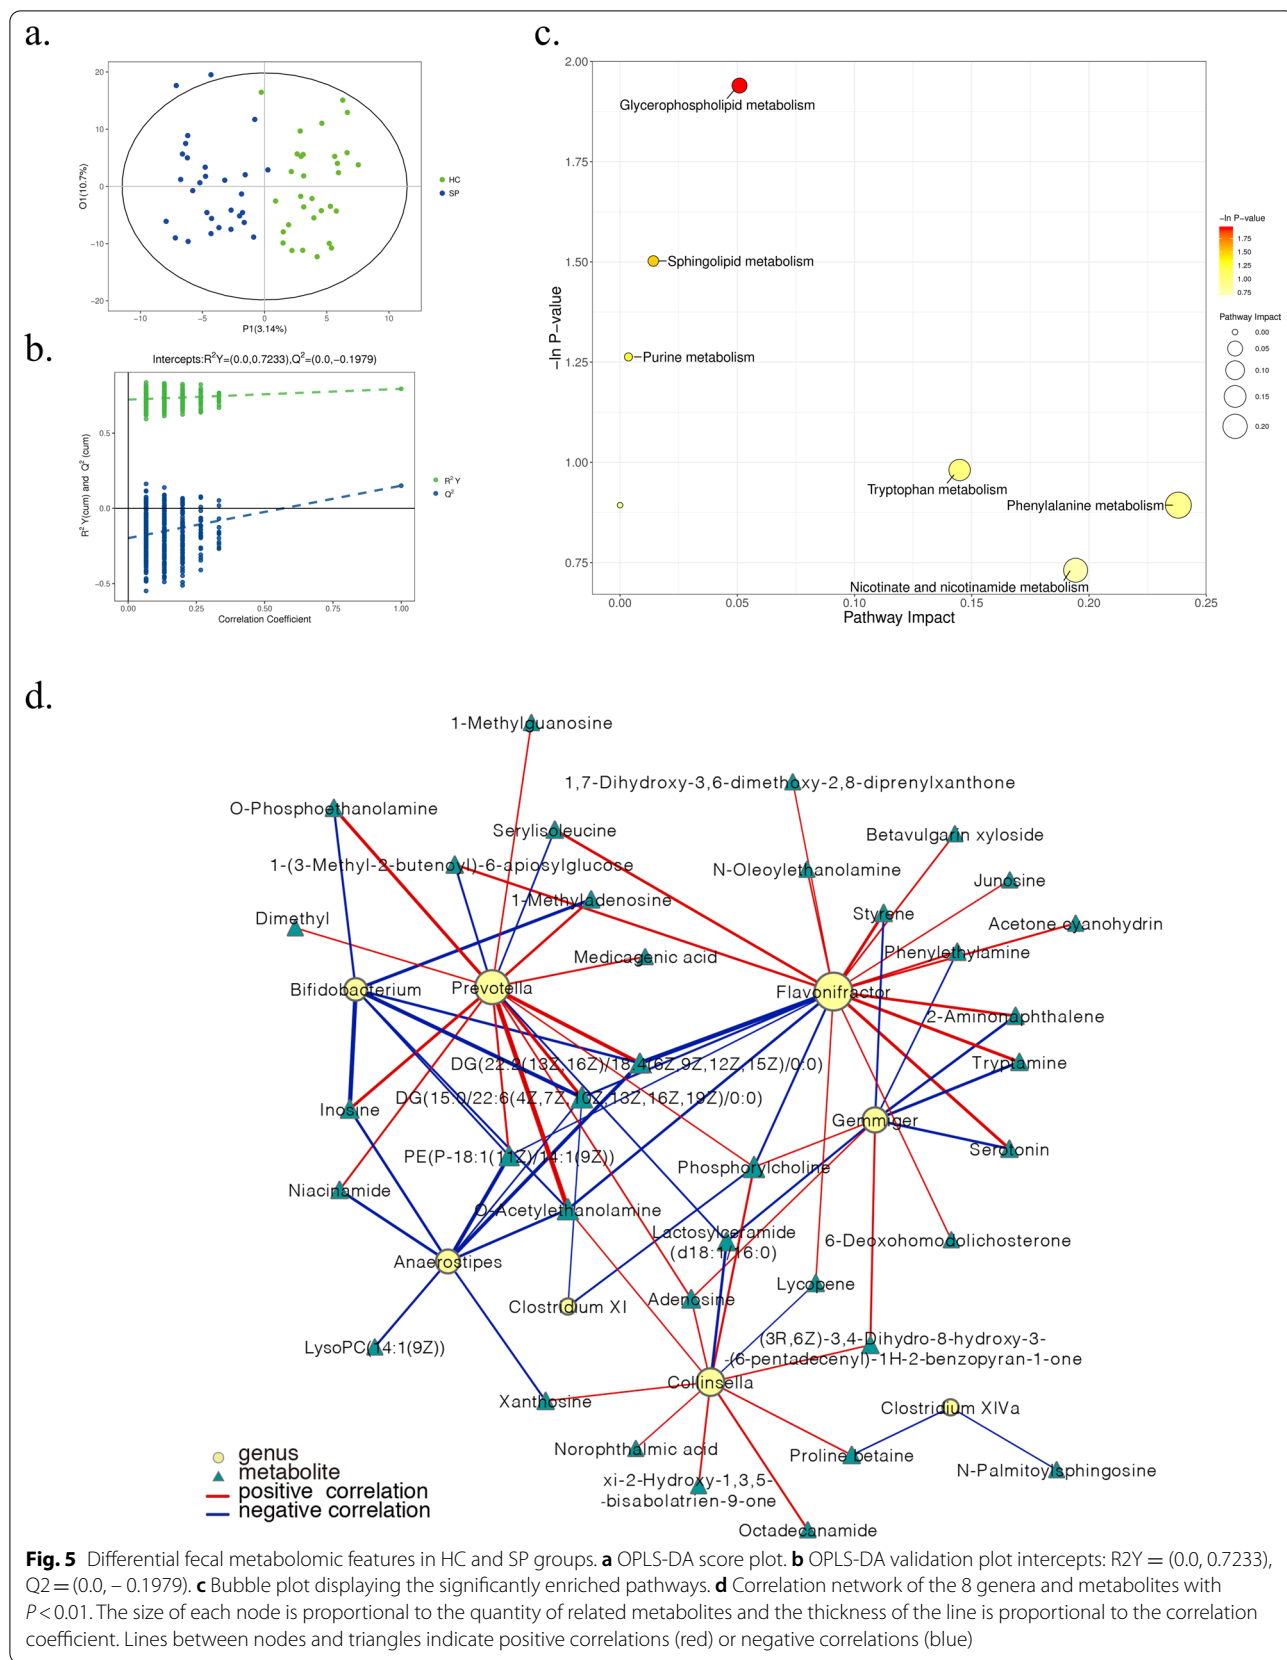 a.
20
10
0
−10
−20
O1(10.7%)
−10
−5
0
5
10
P1(3.14%)
HC
SP
b.
Intercepts:R²Y=(0.0,0.7233),Q²=(0.0,−0.1979)
0.5
0.0
−0.5
R² Y(cum) and Q² (cum)
0.00
0.25
0.50
0.75
1.00
Correlation Coefficient
R² Y
Q²
c.
2.00
1.75
1.50
1.25
1.00
0.75
−ln P−value
Glycerophospholipid metabolism
Sphingolipid metabolism
Purine metabolism
Tryptophan metabolism
Phenylalanine metabolism
Nicotinate and nicotinamide metabolism
0.00
0.05
0.10
0.15
0.20
0.25
Pathway Impact
−ln P−value
1.75
1.50
1.25
1.00
0.75
Pathway Impact
0.00
0.05
0.10
0.15
0.20
d.
1-Methylguanosine
1,7-Dihydroxy-3,6-dimethoxy-2,8-diprenylxanthone
O-Phosphoethanolamine
Serylisoleucine
Betavulgarin xyloside
1-(3-Methyl-2-butenoyl)-6-apiosylglucose
N-Oleoylethanolamine
Junosine
1-Methyladenosine
Dimethyl
Styrene
Acetone cyanohydrin
Medicagenic acid
Phenylethylamine
Bifidobacterium
Prevotella
Flavonifractor
2-Aminonaphthalene
DG(22:2(13Z,16Z)/18:4(6Z,9Z,12Z,15Z)/0:0)
Tryptamine
DG(15:0/22:6(4Z,7Z,10Z,13Z,16Z,19Z)/0:0)
Inosine
Gemmiger
PE(P-18:1(11Z)/14:1(9Z))
Phosphorylcholine
Serotonin
Niacinamide
O-Acetylethanolamine
Lactosylceramide
(d18:1/16:0)
6-Deoxohomodolichosterone
Anaerostipes
Lycopene
Clostridium XI
Adenosine
LysoPC(14:1(9Z))
(3R,6Z)-3,4-Dihydro-8-hydroxy-3-
-(6-pentadecenyl)-1H-2-benzopyran-1-one
Collinsella
Xanthosine
Clostridium XIVa
Norophthalmic acid
Proline betaine
N-Palmitoylsphingosine
xi-2-Hydroxy-1,3,5-
-bisabolatrien-9-one
Octadecanamide
genus
metabolite
positive correlation
negative correlation
Fig. 5 Differential fecal metabolomic features in HC and SP groups. a OPLS-DA score plot. b OPLS-DA validation plot intercepts: R2Y = (0.0, 0.7233),
Q2 = (0.0, − 0.1979). c Bubble plot displaying the significantly enriched pathways. d Correlation network of the 8 genera and metabolites with
P < 0.01. The size of each node is proportional to the quantity of related metabolites and the thickness of the line is proportional to the correlation
coefficient. Lines between nodes and triangles indicate positive correlations (red) or negative correlations (blue)